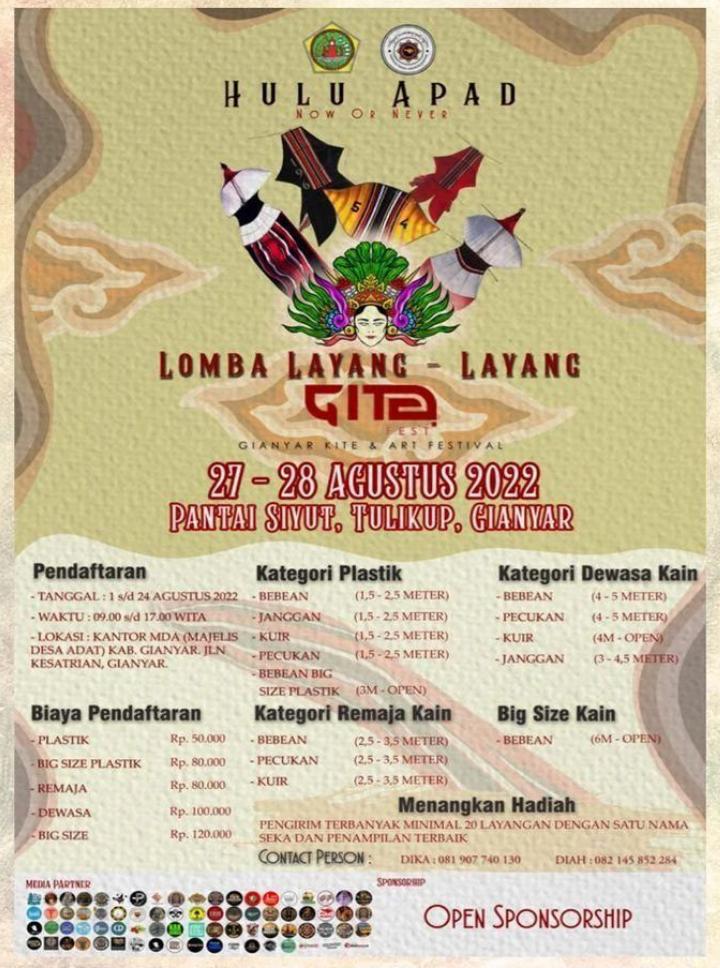 HULU APAD
NOW OR NEVER
196
5 4
LOMBA LAYANG - LAYANG
GITA
FEST
GIANYAR KITE & ART FESTIVAL
27 - 28 AGUSTUS 2022
PANTAI SIYUT, TULIKUP, GIANYAR
Pendaftaran
- TANGGAL : 1 s/d 24 AGUSTUS 2022
- WAKTU : 09.00 s/d 17.00 WITA
- LOKASI : KANTOR MDA (MAJELIS
DESA ADAT) KAB. GIANYAR. JLN
KESATRIAN, GIANYAR.
Kategori Plastik
- BEBEAN (1,5 - 2,5 METER)
- JANGGAN (1,5 - 2,5 METER)
- KUIR (1,5 - 2,5 METER)
- PECUKAN (1,5 - 2,5 METER)
- BEBEAN BIG
SIZE PLASTIK (3M - OPEN)
Kategori Dewasa Kain
- BEBEAN (4 - 5 METER)
- PECUKAN (4 - 5 METER)
- KUIR (4M - OPEN)
- JANGGAN (3 - 4,5 METER)
Biaya Pendaftaran
- PLASTIK Rp. 50.000
- BIG SIZE PLASTIK Rp. 80.000
- REMAJA Rp. 80.000
- DEWASA Rp. 100.000
- BIG SIZE Rp. 120.000
Kategori Remaja Kain
- BEBEAN (2,5 - 3,5 METER)
- PECUKAN (2,5 - 3,5 METER)
- KUIR (2,5 - 3,5 METER)
Big Size Kain
- BEBEAN (6M - OPEN)
Menangkan Hadiah
PENGIRIM TERBANYAK MINIMAL 20 LAYANGAN DENGAN SATU NAMA
SEKA DAN PENAMPILAN TERBAIK
CONTACT PERSON : DIKA : 081 907 740 130 DIAH : 082 145 852 284
MEDIA PARTNER
SPONSORSHIP
OPEN SPONSORSHIP